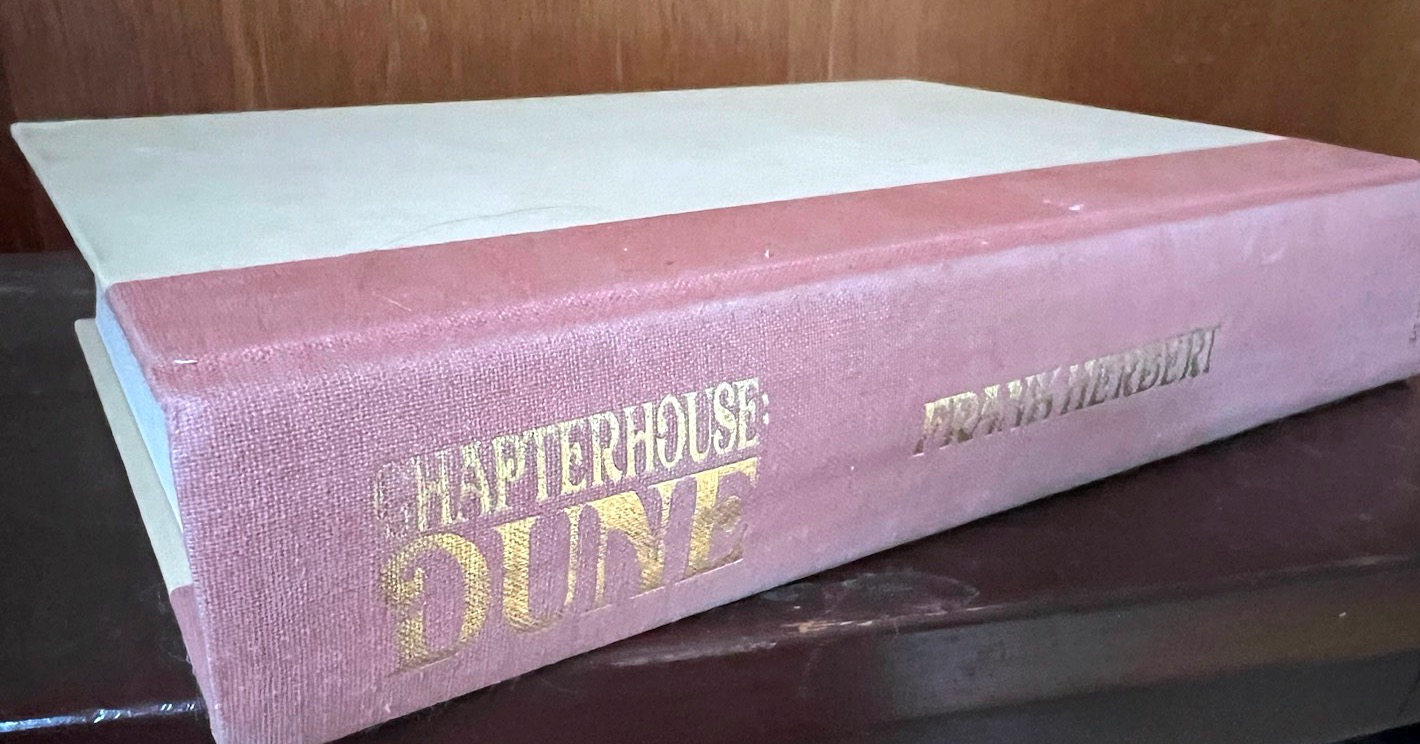 CHAPTERHOUSE:
DUNE
FRANK HERBERT